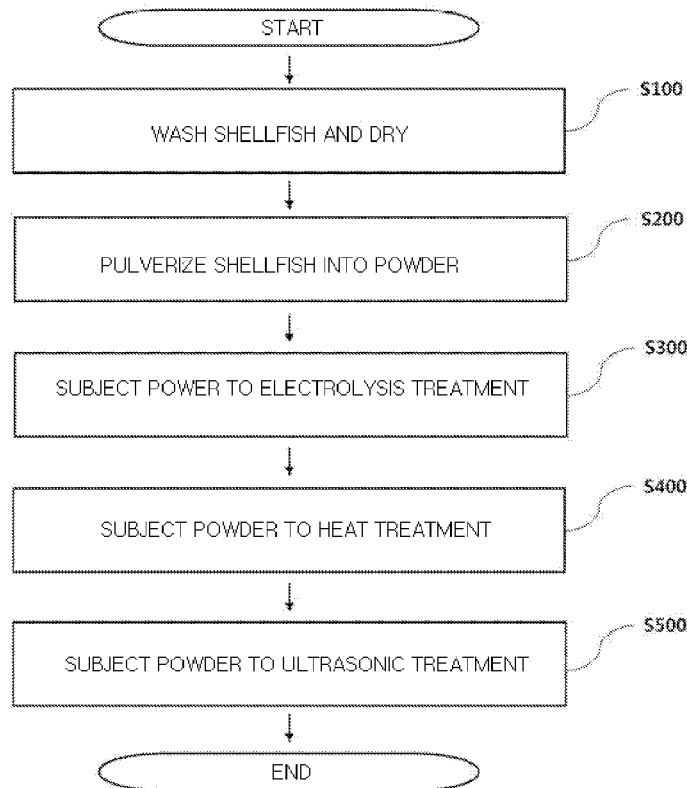 START
S100
WASH SHELLFISH AND DRY
S200
PULVERIZE SHELLFISH INTO POWDER
S300
SUBJECT POWER TO ELECTROLYSIS TREATMENT
S400
SUBJECT POWDER TO HEAT TREATMENT
S500
SUBJECT POWDER TO ULTRASONIC TREATMENT
END